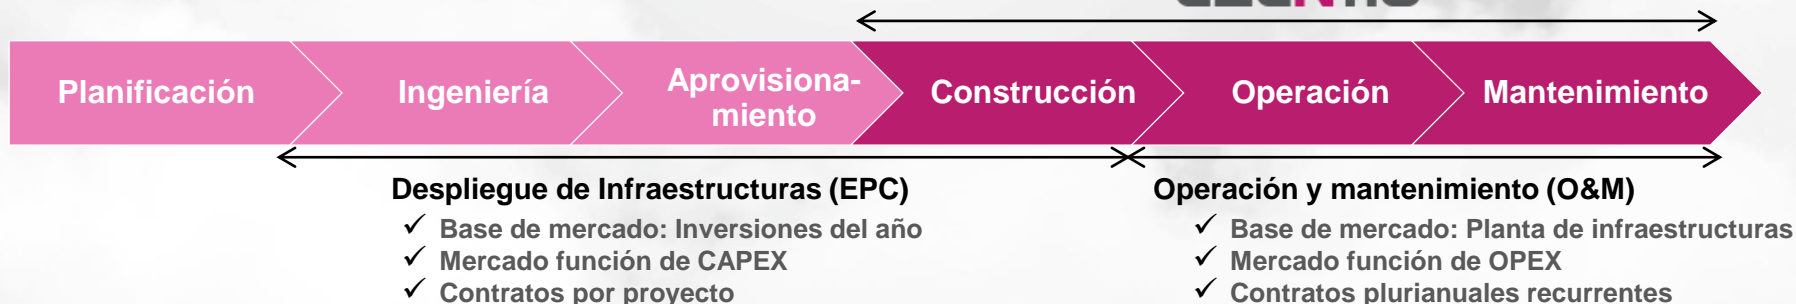 Planificación
Ingeniería
Aprovisiona-
miento
Construcción
Operación
Mantenimiento
Despliegue de Infraestructuras (EPC)
✓ Base de mercado: Inversiones del año
✓ Mercado función de CAPEX
✓ Contratos por proyecto
Operación y mantenimiento (O&M)
✓ Base de mercado: Planta de infraestructuras
✓ Mercado función de OPEX
✓ Contratos plurianuales recurrentes